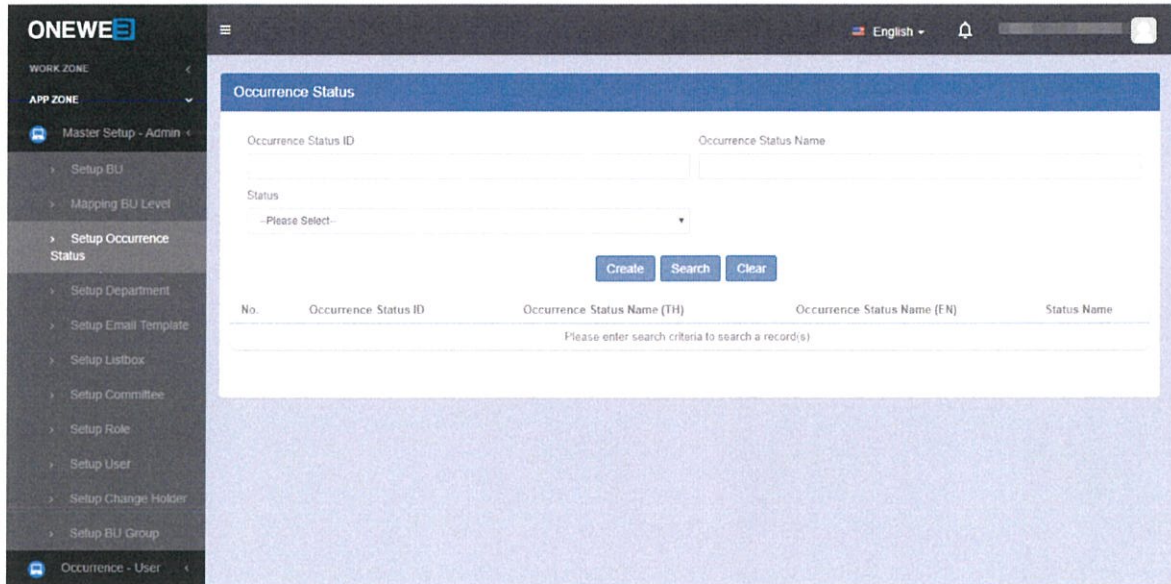 ONEWEB
English
WORK ZONE
APP ZONE
Master Setup - Admin
Setup BU
Mapping BU Level
Setup Occurrence
Status
Setup Department
Setup Email Template
Setup Listbox
Setup Committee
Setup Role
Setup User
Setup Change Holder
Setup BU Group
Occurrence - User
Occurrence Status
Occurrence Status ID
Occurrence Status Name
Status
--Please Select--
Create Search Clear
No. Occurrence Status ID Occurrence Status Name (TH) Occurrence Status Name (EN) Status Name
Please enter search criteria to search a record(s)